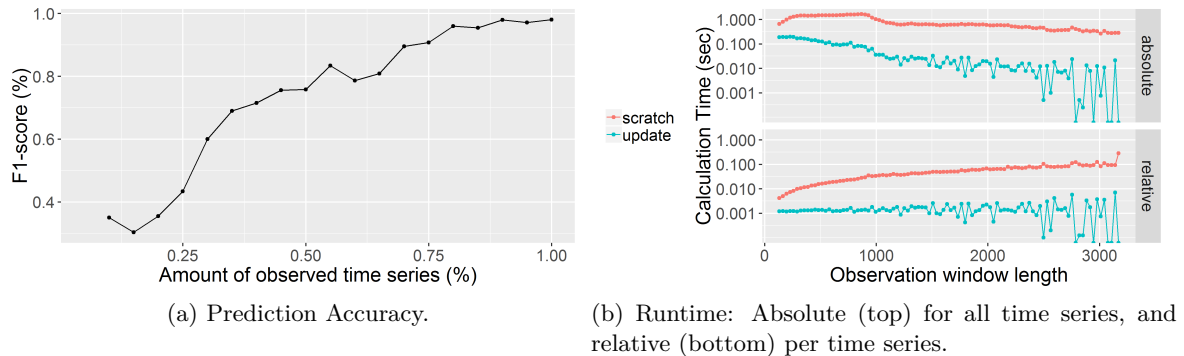 F1-score (%)
1.0
0.8
0.6
0.4
0.25
0.50
0.75
1.00
Amount of observed time series (%)
(a) Prediction Accuracy.
scratch
update
Calculation Time (sec)
1.000
0.100
0.010
0.001
absolute
1.000
0.100
0.010
0.001
relative
0
1000
2000
3000
Observation window length
(b) Runtime: Absolute (top) for all time series, and
relative (bottom) per time series.